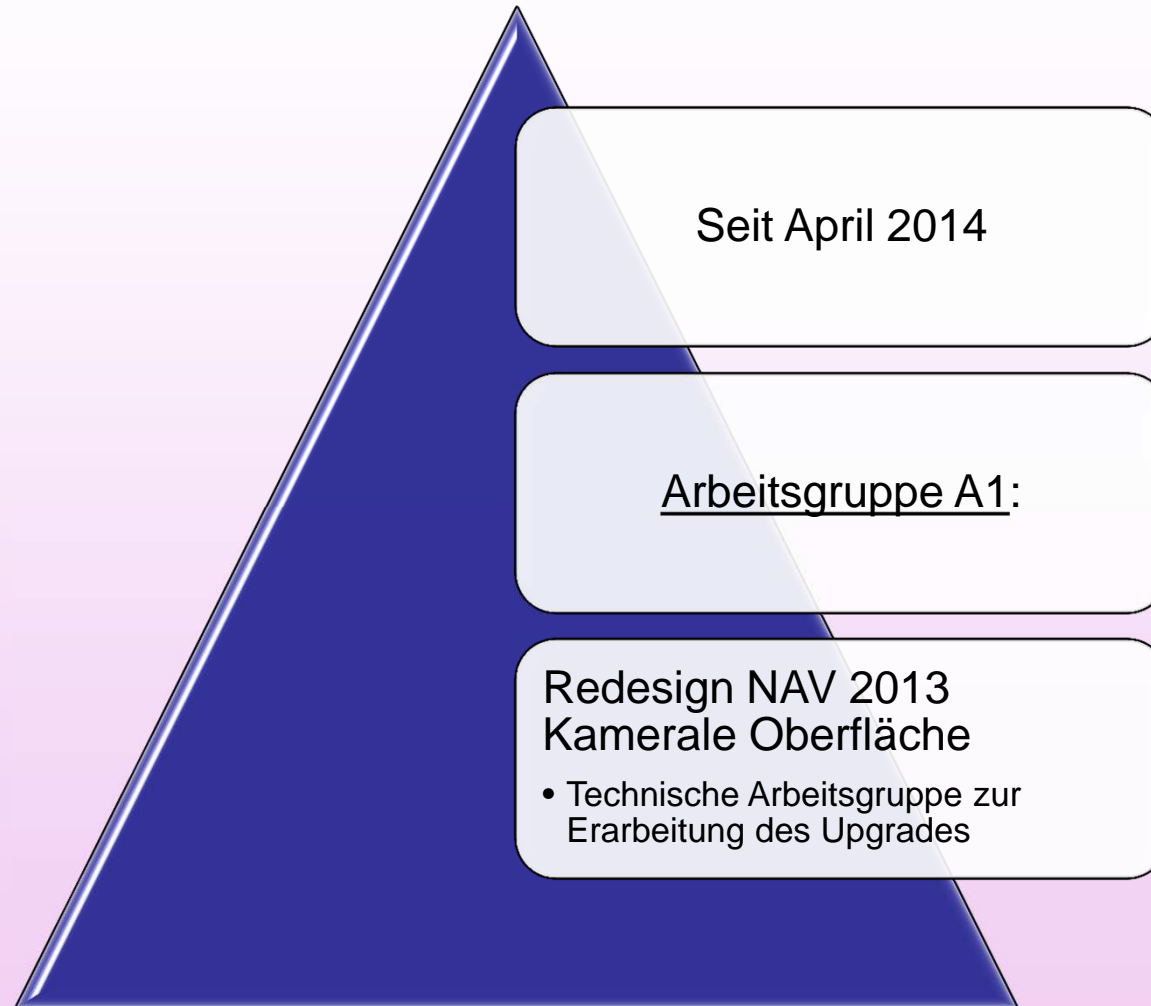 Seit April 2014
Arbeitsgruppe A1:
Redesign NAV 2013
Kamerale Oberfläche
• Technische Arbeitsgruppe zur
Erarbeitung des Upgrades